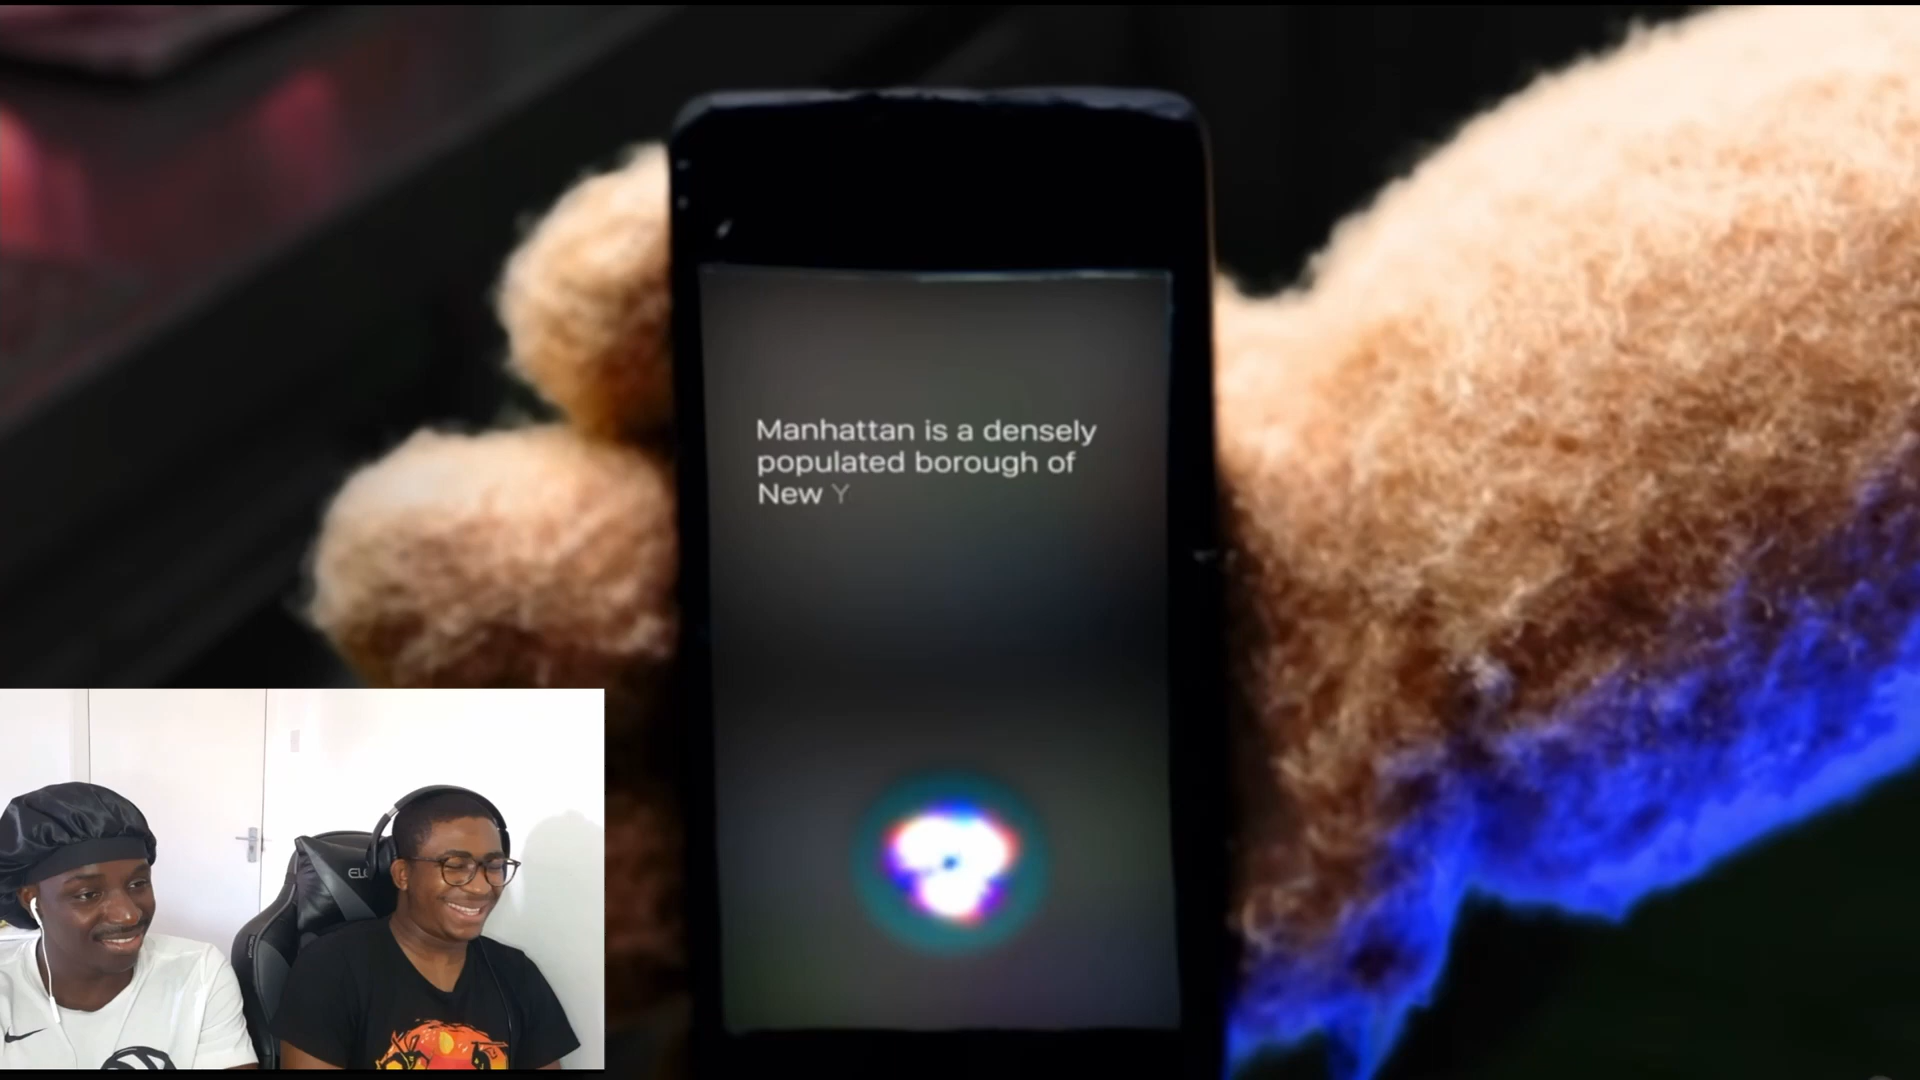 Manhattan is a densely
populated borough of
New Y